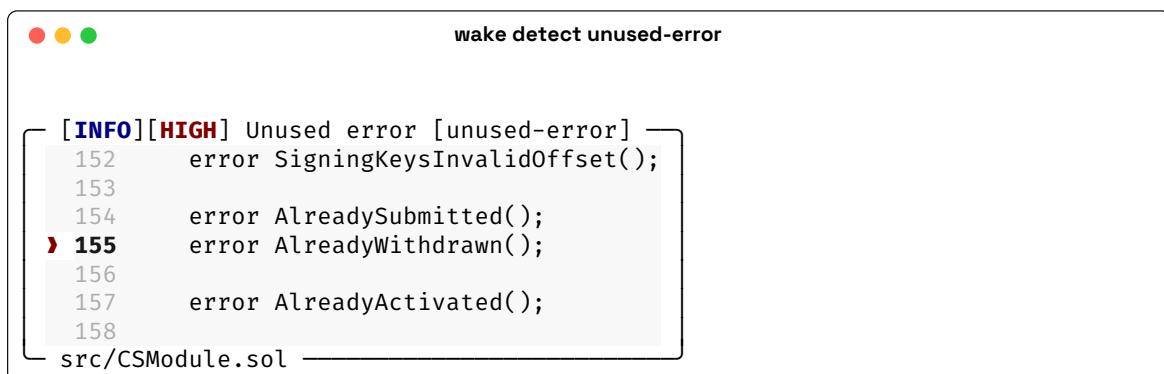 wake detect unused-error
[INFO][HIGH] Unused error [unused-error]
152 error SigningKeysInvalidOffset();
153
154 error AlreadySubmitted();
❱ 155 error AlreadyWithdrawn();
156
157 error AlreadyActivated();
158
src/CSModule.sol